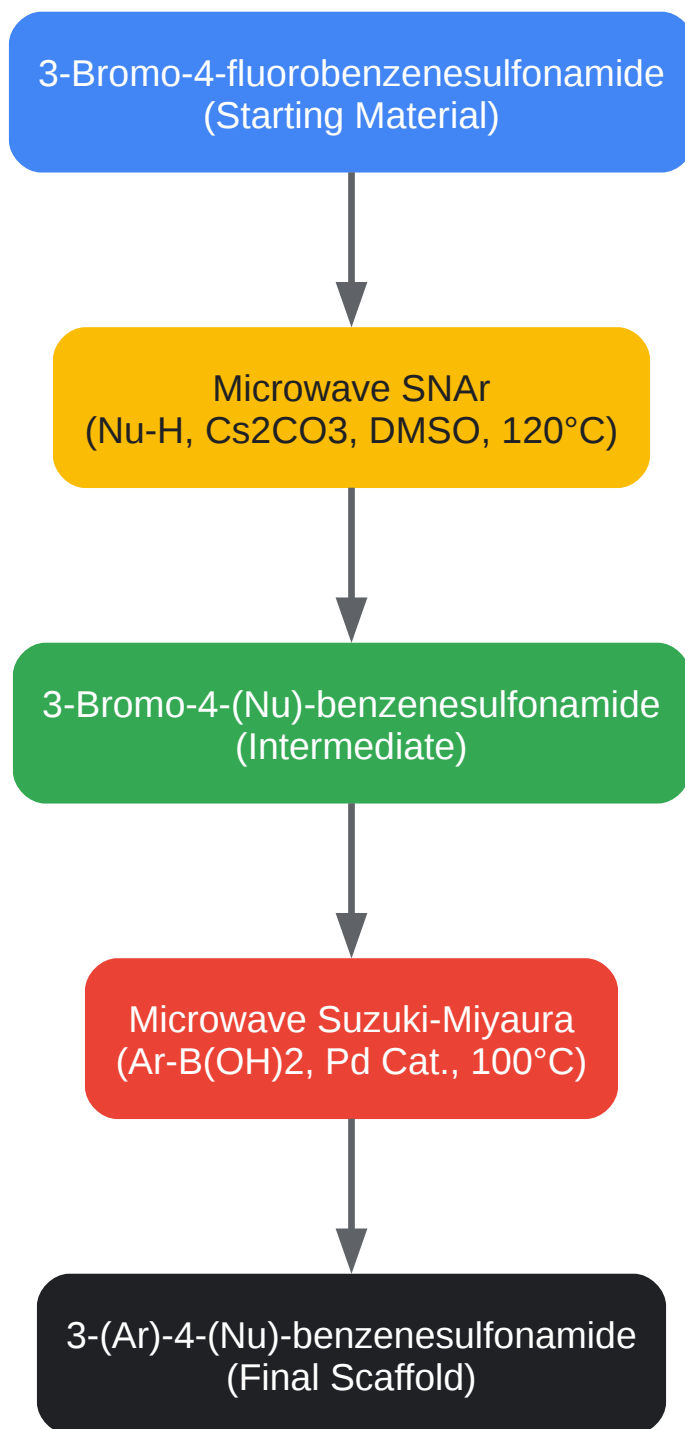 3-Bromo-4-fluorobenzenesulfonamide
(Starting Material)
Microwave SNAr
(Nu-H, Cs2CO3, DMSO, 120°C)
3-Bromo-4-(Nu)-benzenesulfonamide
(Intermediate)
Microwave Suzuki-Miyaura
(Ar-B(OH)2, Pd Cat., 100°C)
3-(Ar)-4-(Nu)-benzenesulfonamide
(Final Scaffold)